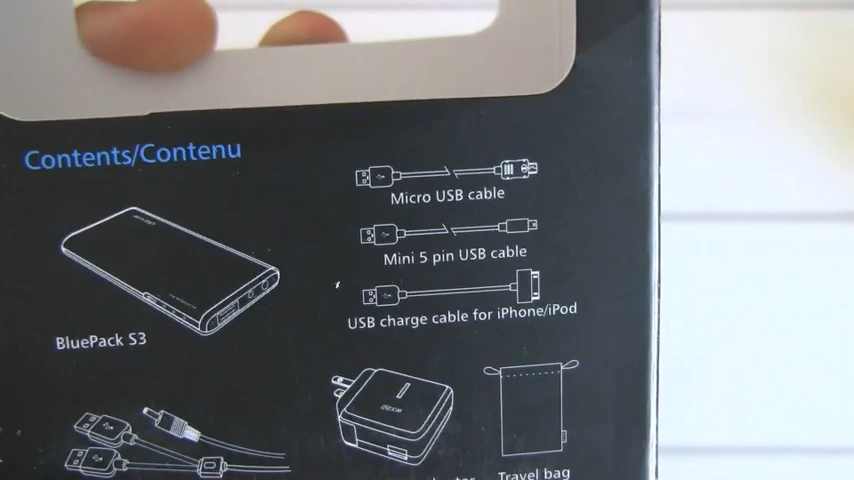 Contents/Contenu
Micro USB cable
Mini 5 pin USB cable
USB charge cable for iPhone/iPod
BluePack S3
dexim
Travel bag